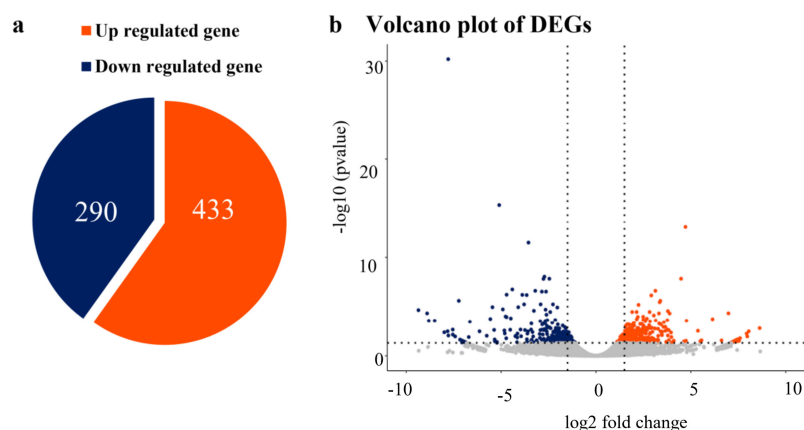 a
Up regulated gene
Down regulated gene
290
433
b Volcano plot of DEGs
-log10 (pvalue)
30
20
10
0
-10
-5
0
5
10
log2 fold change